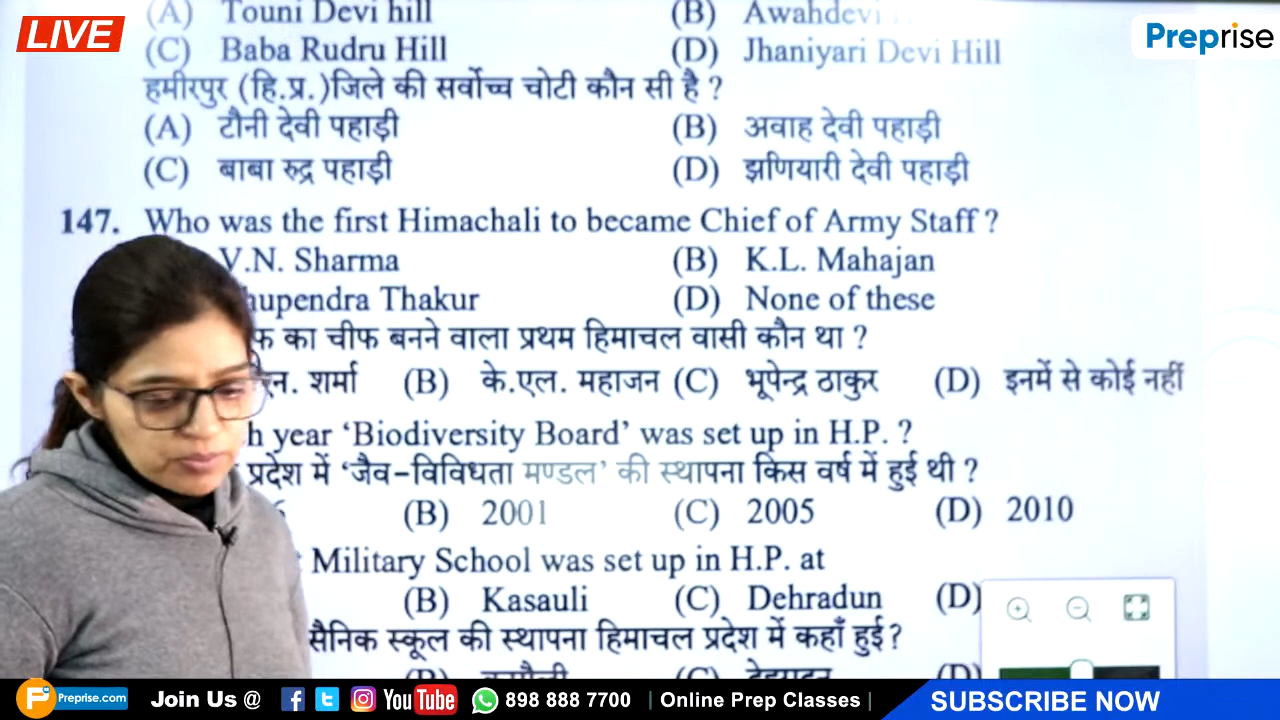 LIVE
Preprise
(A) Touni Devi hill (B) Awahdevi
(C) Baba Rudru Hill (D) Jhaniyari Devi Hill
हमीरपुर (हि.प्र.)जिले की सर्वोच्च चोटी कौन सी है ?
(A) टौनी देवी पहाड़ी (B) अवाह देवी पहाड़ी
(C) बाबा रुद्र पहाड़ी (D) झणियारी देवी पहाड़ी
147. Who was the first Himachali to became Chief of Army Staff ?
V.N. Sharma (B) K.L. Mahajan
hupendra Thakur (D) None of these
फ का चीफ बनने वाला प्रथम हिमाचल वासी कौन था ?
एन. शर्मा (B) के.एल. महाजन (C) भूपेन्द्र ठाकुर (D) इनमें से कोई नहीं
h year ‘Biodiversity Board’ was set up in H.P. ?
प्रदेश में ‘जैव-विविधता मण्डल’ की स्थापना किस वर्ष में हुई थी ?
(B) 2001 (C) 2005 (D) 2010
Military School was set up in H.P. at
(B) Kasauli (C) Dehradun (D)
सैनिक स्कूल की स्थापना हिमाचल प्रदेश में कहाँ हुई?
Preprise.com Join Us @ YouTube 898 888 7700 | Online Prep Classes | SUBSCRIBE NOW